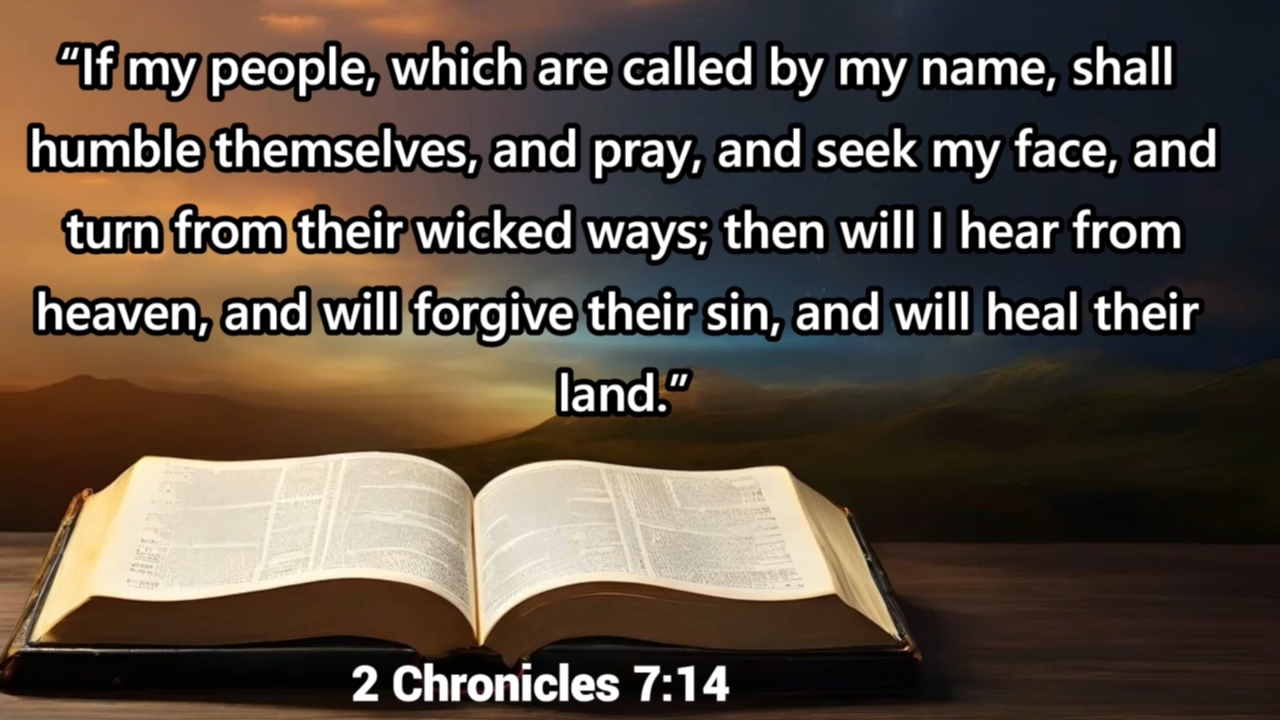 “If my people, which are called by my name, shall
humble themselves, and pray, and seek my face, and
turn from their wicked ways; then will I hear from
heaven, and will forgive their sin, and will heal their
land.”
2 Chronicles 7:14